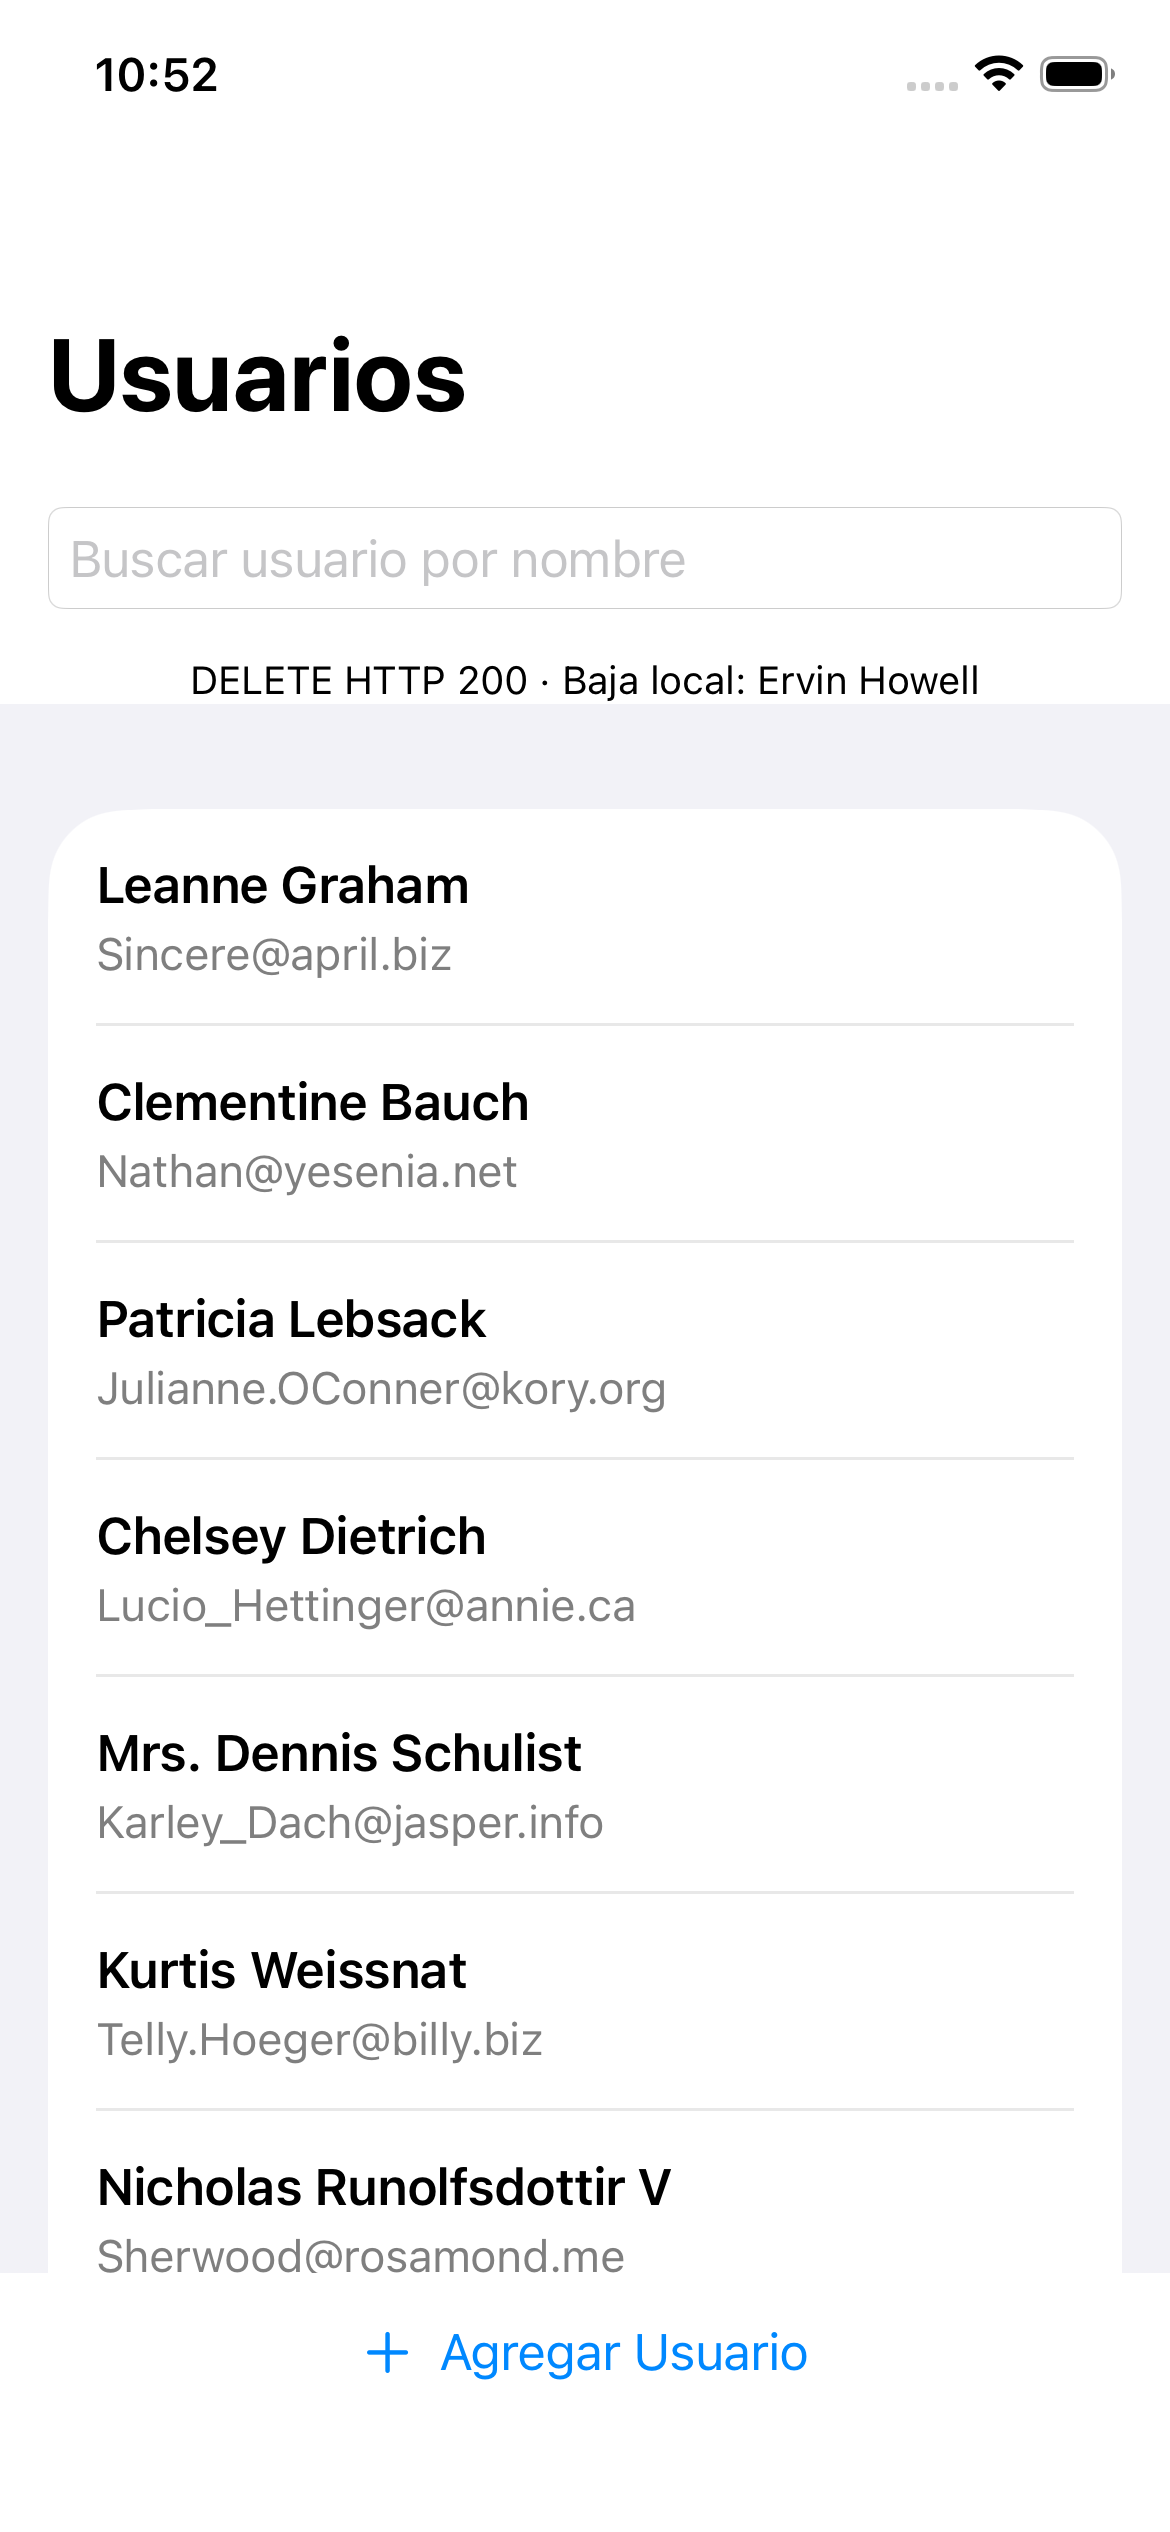 10:52
Usuarios
Buscar usuario por nombre
DELETE HTTP 200 · Baja local: Ervin Howell
Leanne Graham
Sincere@april.biz
Clementine Bauch
Nathan@yesenia.net
Patricia Lebsack
Julianne.OConner@kory.org
Chelsey Dietrich
Lucio_Hettinger@annie.ca
Mrs. Dennis Schulist
Karley_Dach@jasper.info
Kurtis Weissnat
Telly.Hoeger@billy.biz
Nicholas Runolfsdottir V
Sherwood@rosamond.me
+ Agregar Usuario